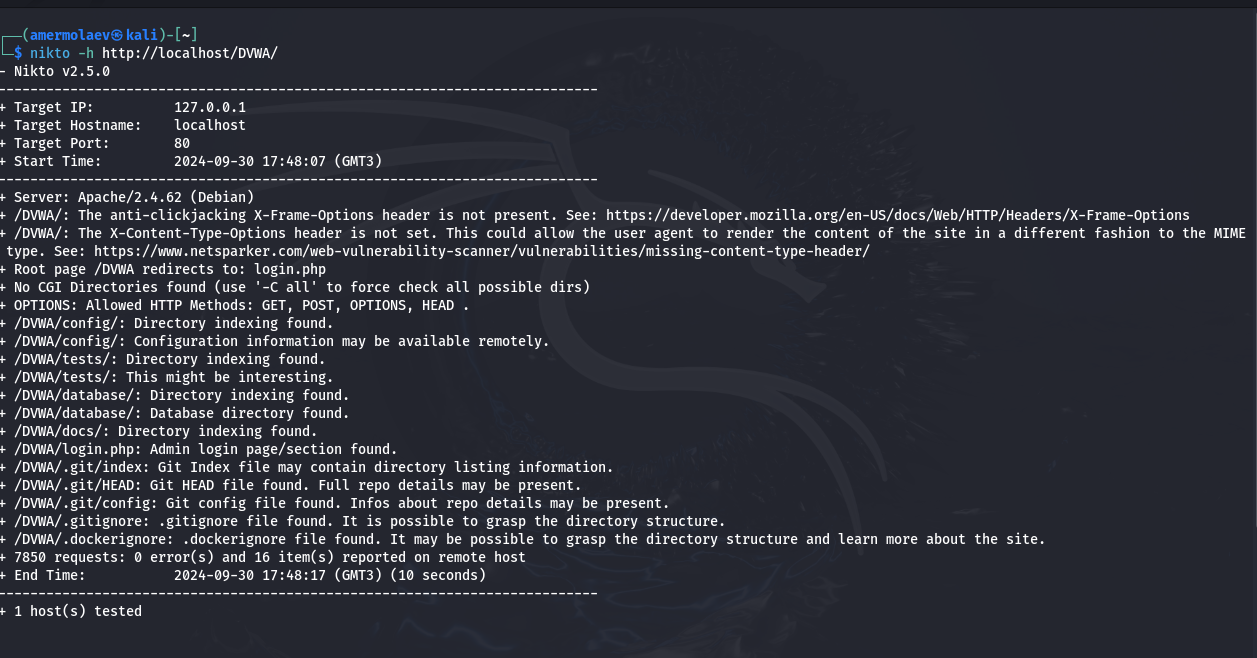 ┌──(amermolaev㉿kali)-[~]
└─$ nikto -h http://localhost/DVWA/
- Nikto v2.5.0
---------------------------------------------------------------------------
+ Target IP:          127.0.0.1
+ Target Hostname:    localhost
+ Target Port:        80
+ Start Time:         2024-09-30 17:48:07 (GMT3)
---------------------------------------------------------------------------
+ Server: Apache/2.4.62 (Debian)
+ /DVWA/: The anti-clickjacking X-Frame-Options header is not present. See: https://developer.mozilla.org/en-US/docs/Web/HTTP/Headers/X-Frame-Options
+ /DVWA/: The X-Content-Type-Options header is not set. This could allow the user agent to render the content of the site in a different fashion to the MIME
 type. See: https://www.netsparker.com/web-vulnerability-scanner/vulnerabilities/missing-content-type-header/
+ Root page /DVWA redirects to: login.php
+ No CGI Directories found (use '-C all' to force check all possible dirs)
+ OPTIONS: Allowed HTTP Methods: GET, POST, OPTIONS, HEAD .
+ /DVWA/config/: Directory indexing found.
+ /DVWA/config/: Configuration information may be available remotely.
+ /DVWA/tests/: Directory indexing found.
+ /DVWA/tests/: This might be interesting.
+ /DVWA/database/: Directory indexing found.
+ /DVWA/database/: Database directory found.
+ /DVWA/docs/: Directory indexing found.
+ /DVWA/login.php: Admin login page/section found.
+ /DVWA/.git/index: Git Index file may contain directory listing information.
+ /DVWA/.git/HEAD: Git HEAD file found. Full repo details may be present.
+ /DVWA/.git/config: Git config file found. Infos about repo details may be present.
+ /DVWA/.gitignore: .gitignore file found. It is possible to grasp the directory structure.
+ /DVWA/.dockerignore: .dockerignore file found. It may be possible to grasp the directory structure and learn more about the site.
+ 7850 requests: 0 error(s) and 16 item(s) reported on remote host
+ End Time:           2024-09-30 17:48:17 (GMT3) (10 seconds)
---------------------------------------------------------------------------
+ 1 host(s) tested